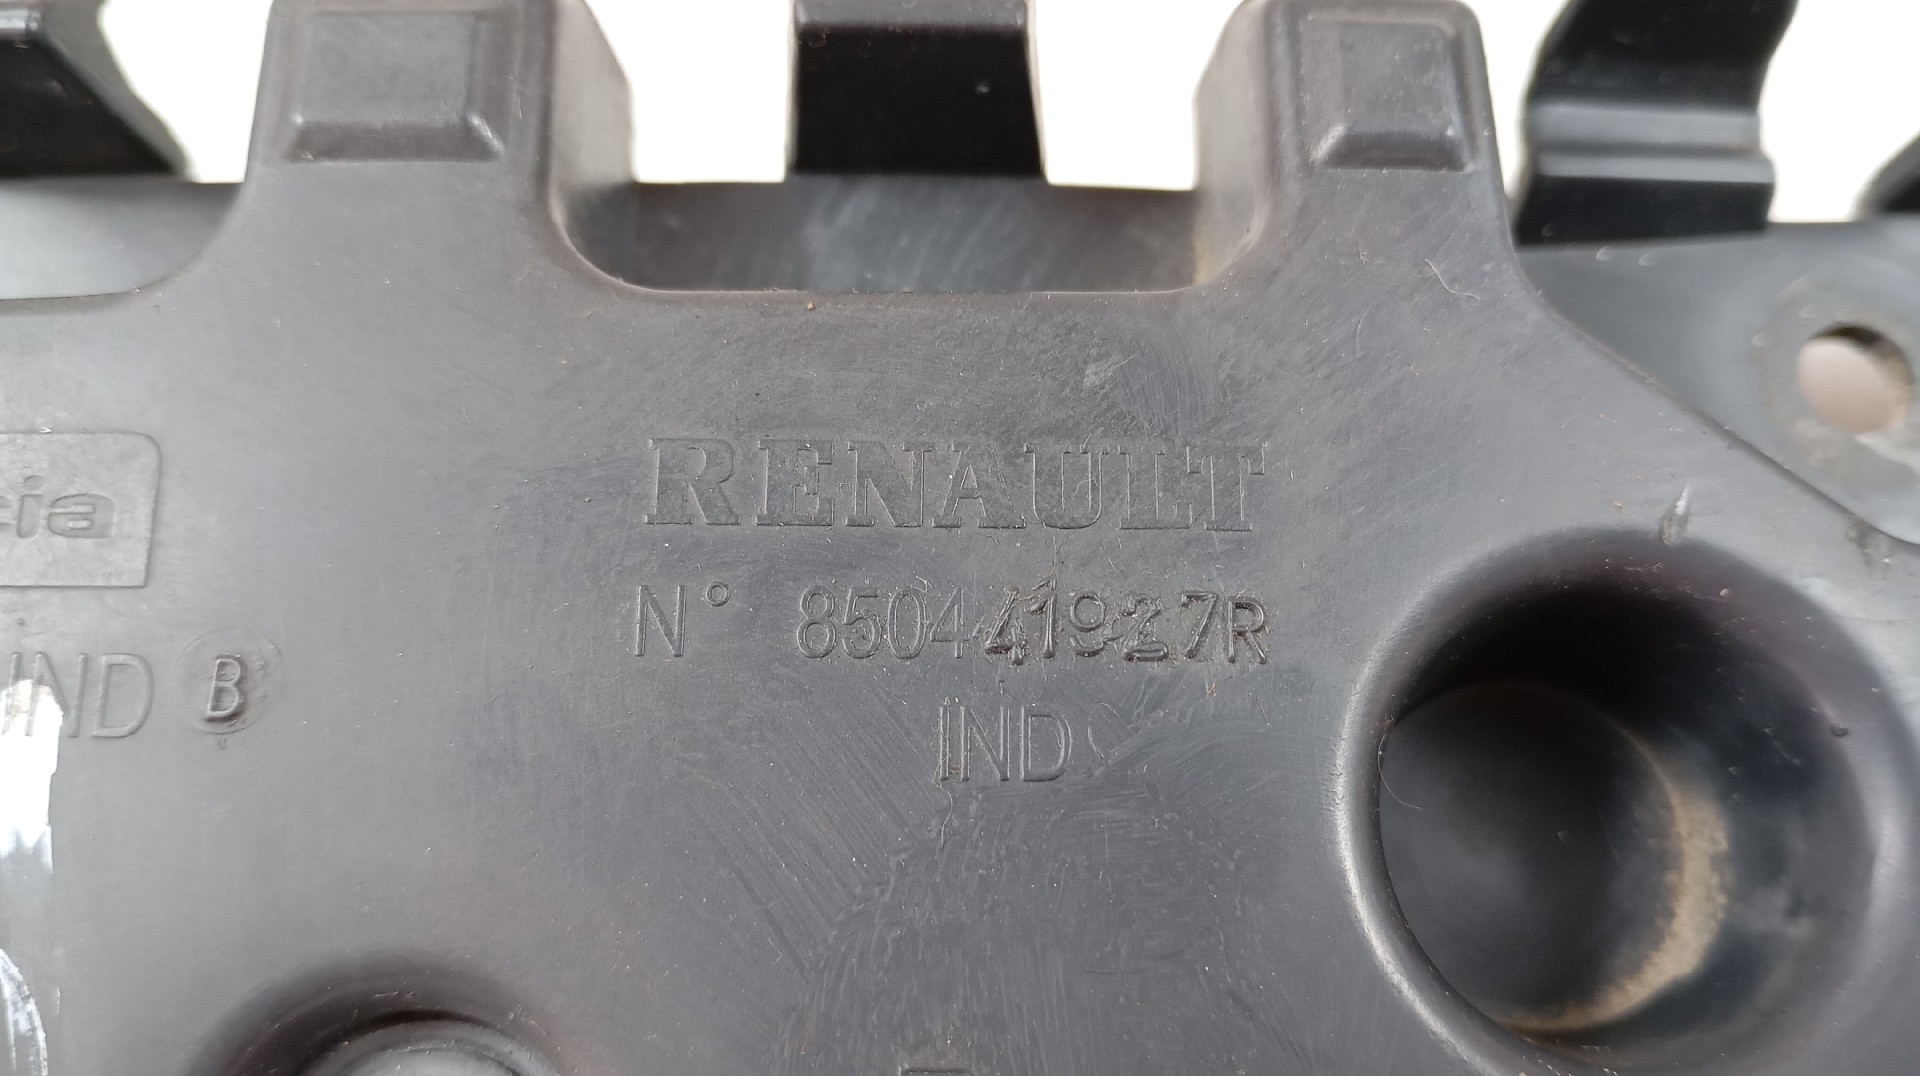 RENAULT
cia
N° 850441927R
IND B
IND